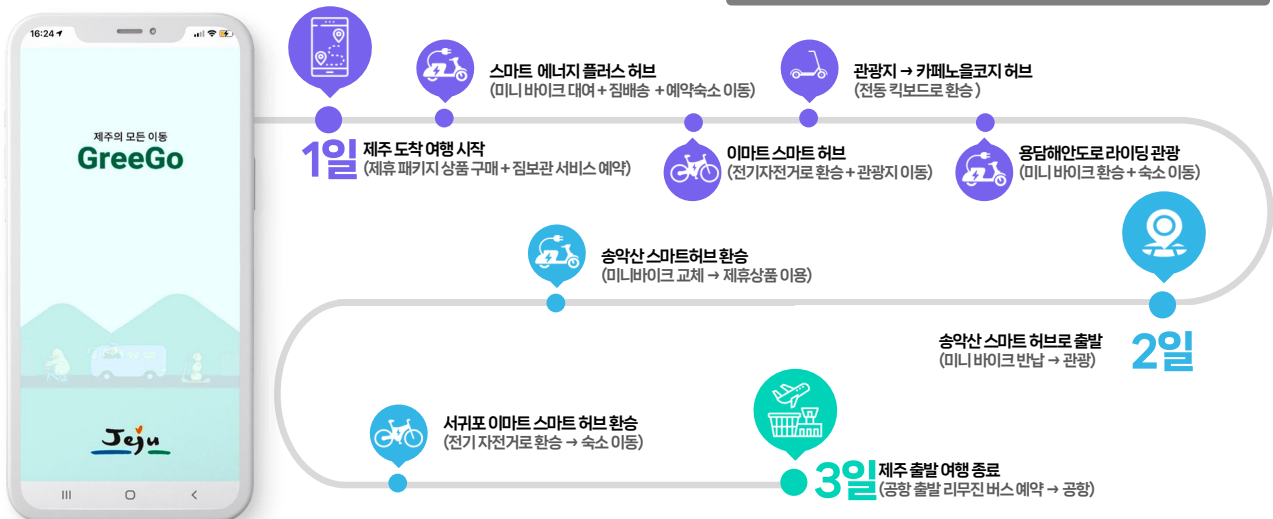 16:24
제주의 모든 이동
GreeGo
Jeju
스마트 에너지 플러스 허브
(미니 바이크 대여 + 짐배송 + 예약숙소 이동)
관광지 → 카페노을코지 허브
(전동 킥보드로 환승 )
1일 제주 도착 여행 시작
(제휴 패키지 상품 구매 + 짐보관 서비스 예약)
이마트 스마트 허브
(전기자전거로 환승 + 관광지 이동)
용담해안도로 라이딩 관광
(미니 바이크 환승 + 숙소 이동)
송악산 스마트허브 환승
(미니바이크 교체 → 제휴상품 이용)
송악산 스마트 허브로 출발
(미니 바이크 반납 → 관광)
2일
서귀포 이마트 스마트 허브 환승
(전기 자전거로 환승 → 숙소 이동)
3일 제주 출발 여행 종료
(공항 출발 리무진 버스 예약 → 공항)